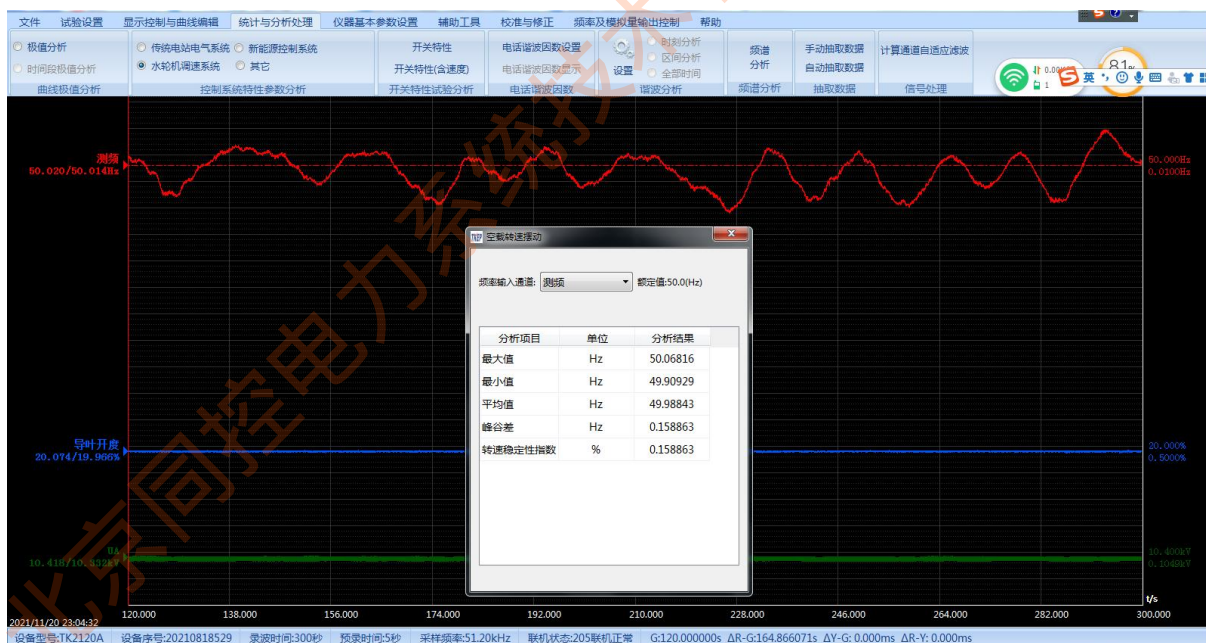 文件 试验设置 显示控制与曲线编辑 统计与分析处理 仪器基本参数设置 辅助工具 校准与修正 频率及模拟量输出控制 帮助
极值分析 传统电站电气系统 新能源控制系统 开关特性 电话谐波因数设置 时刻分析 频谱 手动抽取数据 计算通道自适应滤波
时间段极值分析 水轮机调速系统 其它 开关特性(含速度) 电话谐波因数显示 设置 区间分析 分析 自动抽取数据
全部时间
曲线极值分析 控制系统特性参数分析 开关特性试验分析 电话谐波因数 谐波分析 频谱分析 抽取数据 信号处理
81%
英
1
测频
50.020/50.014Hz
50.000Hz
0.0100Hz
空载转速摆动
频率输入通道: 测频 额定值:50.0(Hz)
分析项目 单位 分析结果
最大值 Hz 50.06816
最小值 Hz 49.90929
平均值 Hz 49.98843
峰谷差 Hz 0.158863
转速稳定性指数 % 0.158863
导叶开度
20.074/19.966%
20.000%
0.5000%
10.400kV
0.1040kV
t/s
120.000 138.000 156.000 174.000 192.000 210.000 228.000 246.000 264.000 282.000 300.000
2021/11/20 23:04:32
设备型号:TK2120A 设备序号:20210818529 录波时间:300秒 预录时间:5秒 采样频率:51.20kHz 联机状态:205联机正常 G:120.000000s ΔR-G:164.866071s ΔY-G: 0.000ms ΔR-Y: 0.000ms
北京同控电力系统技术